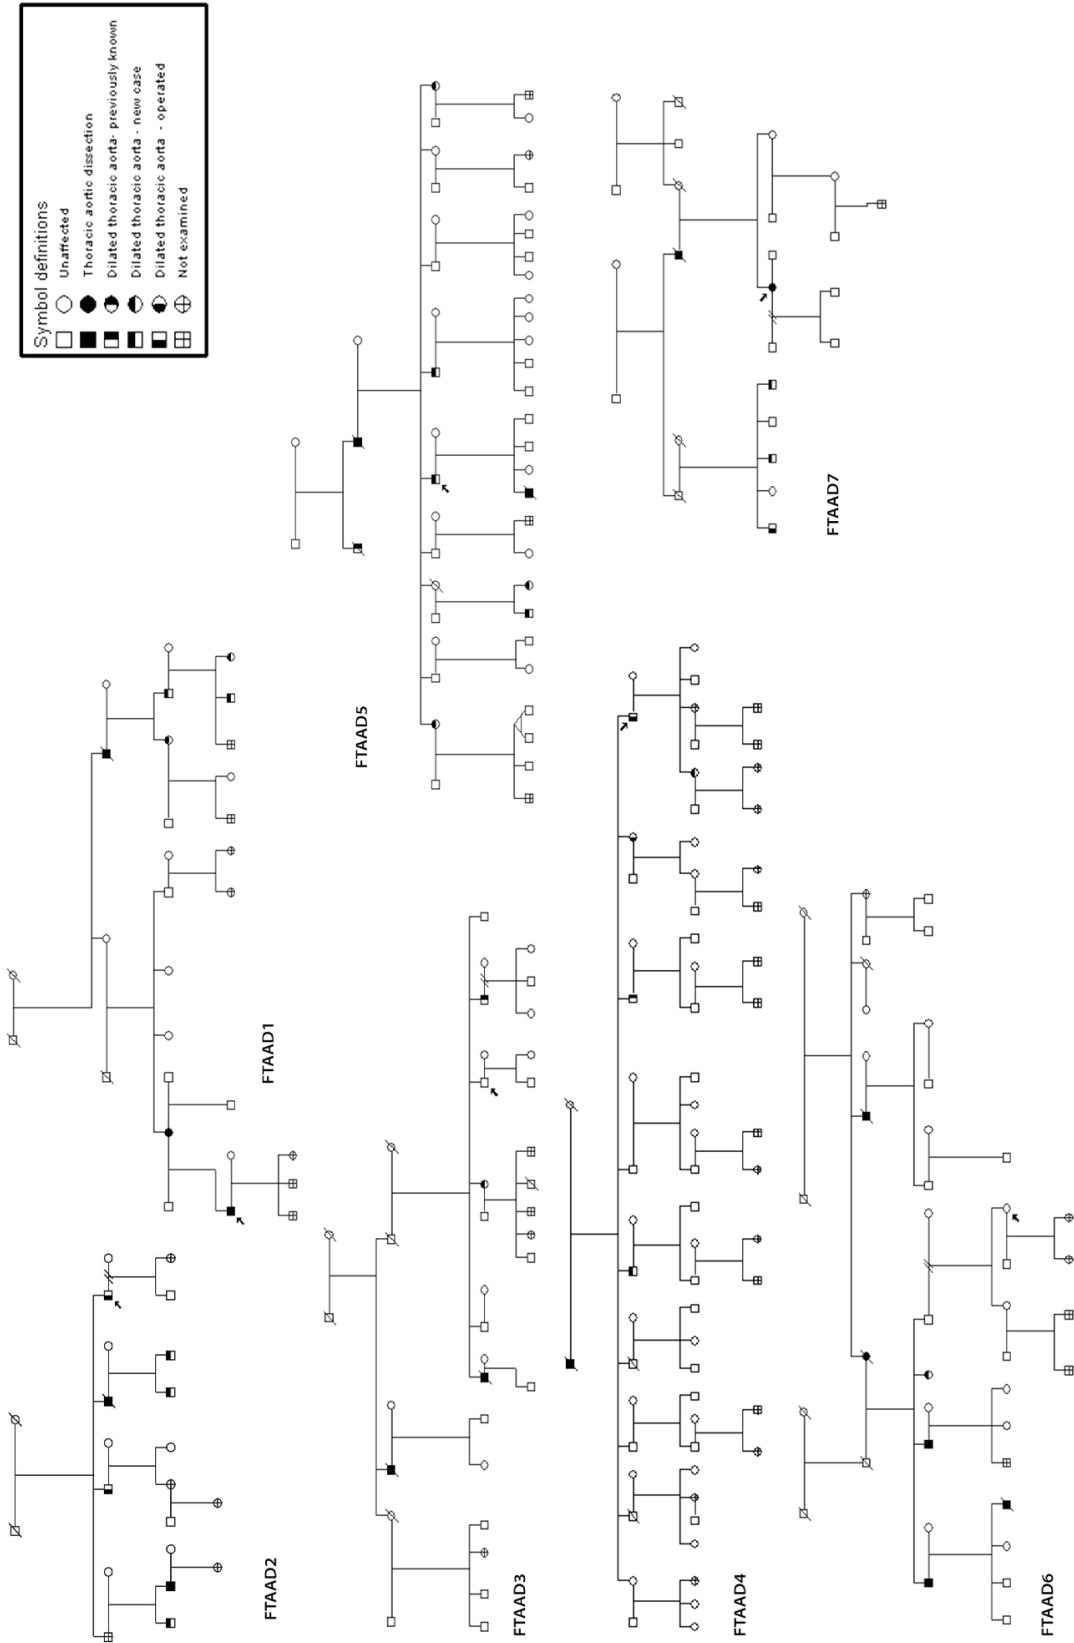 Symbol definitions
Unaffected
Thoracic aortic dissection
Dilated thoracic aorta- previously known
Dilated thoracic aorta - new case
Dilated thoracic aorta - operated
Not examined
FTAAD1
FTAAD2
FTAAD3
FTAAD4
FTAAD5
FTAAD6
FTAAD7